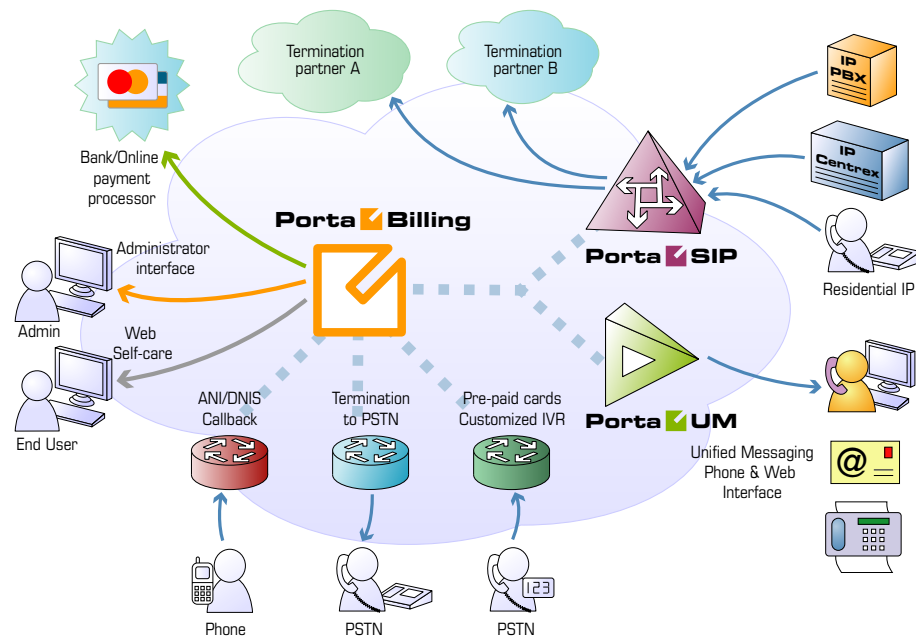 Termination
partner A
Termination
partner B
IP
PBX
IP
Centrex
Bank/Online
payment
processor
Porta Billing
Porta SIP
Administrator
interface
Residential IP
Admin
Web
Self-care
End User
ANI/DNIS
Callback
Termination
to PSTN
Pre-paid cards
Customized IVR
Porta UM
Unified Messaging
Phone & Web
Interface
@
123
Phone
PSTN
PSTN